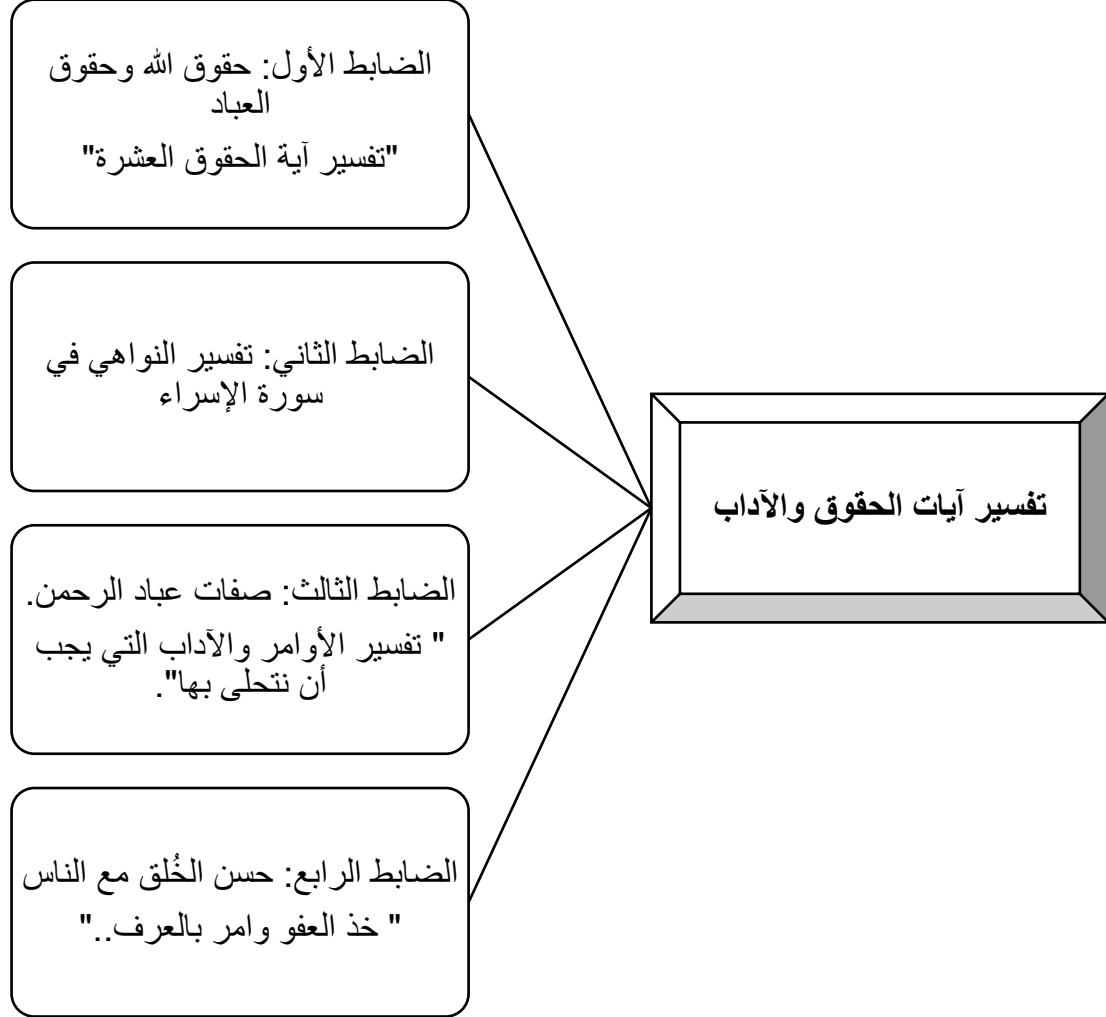 تفسير آيات الحقوق والآداب
الضابط الأول: حقوق الله وحقوق
العباد
"تفسير آية الحقوق العشرة"
الضابط الثاني: تفسير النواهي في
سورة الإسراء
الضابط الثالث: صفات عباد الرحمن.
" تفسير الأوامر والآداب التي يجب
أن نتحلى بها".
الضابط الرابع: حسن الخُلق مع الناس
" خذ العفو وامر بالعرف.."